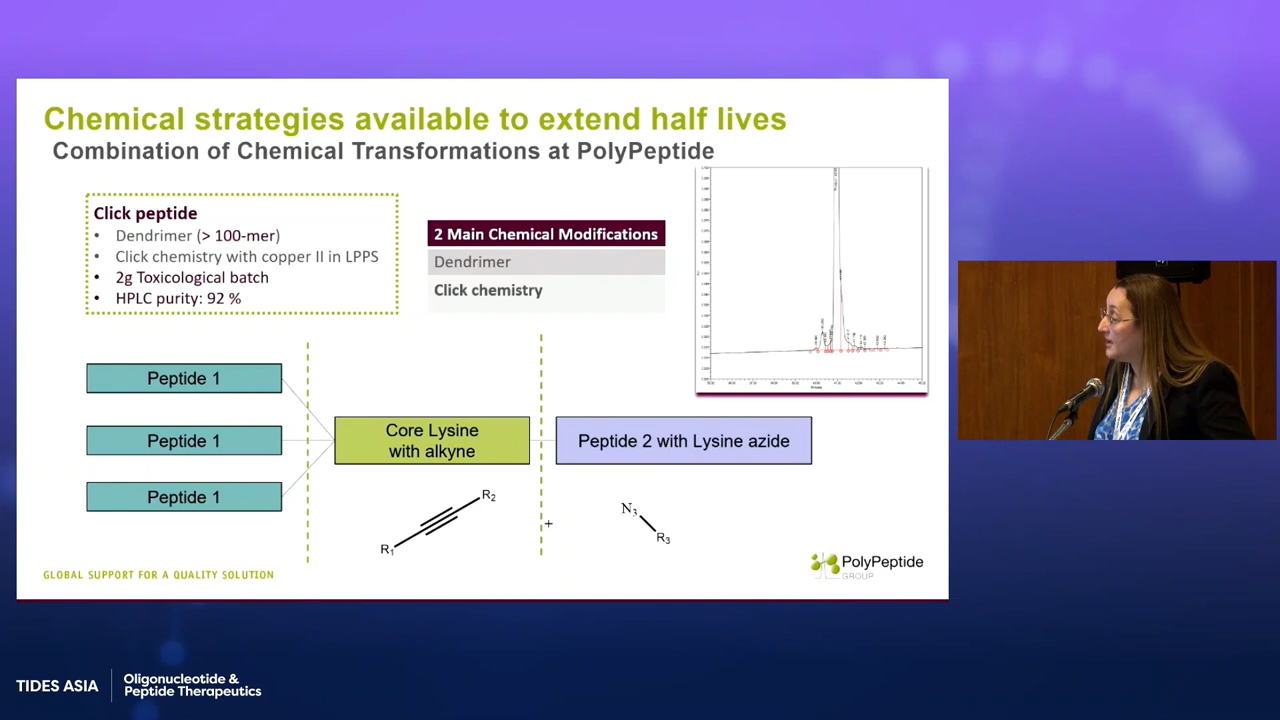 Chemical strategies available to extend half lives
Combination of Chemical Transformations at PolyPeptide
Click peptide
• Dendrimer (> 100-mer)
• Click chemistry with copper II in LPPS
• 2g Toxicological batch
• HPLC purity: 92 %
2 Main Chemical Modifications
Dendrimer
Click chemistry
Peptide 1
Peptide 1
Peptide 1
Core Lysine
with alkyne
Peptide 2 with Lysine azide
R1
R2
+
N3
R3
GLOBAL SUPPORT FOR A QUALITY SOLUTION
PolyPeptide
GROUP
TIDES ASIA
Oligonucleotide &
Peptide Therapeutics